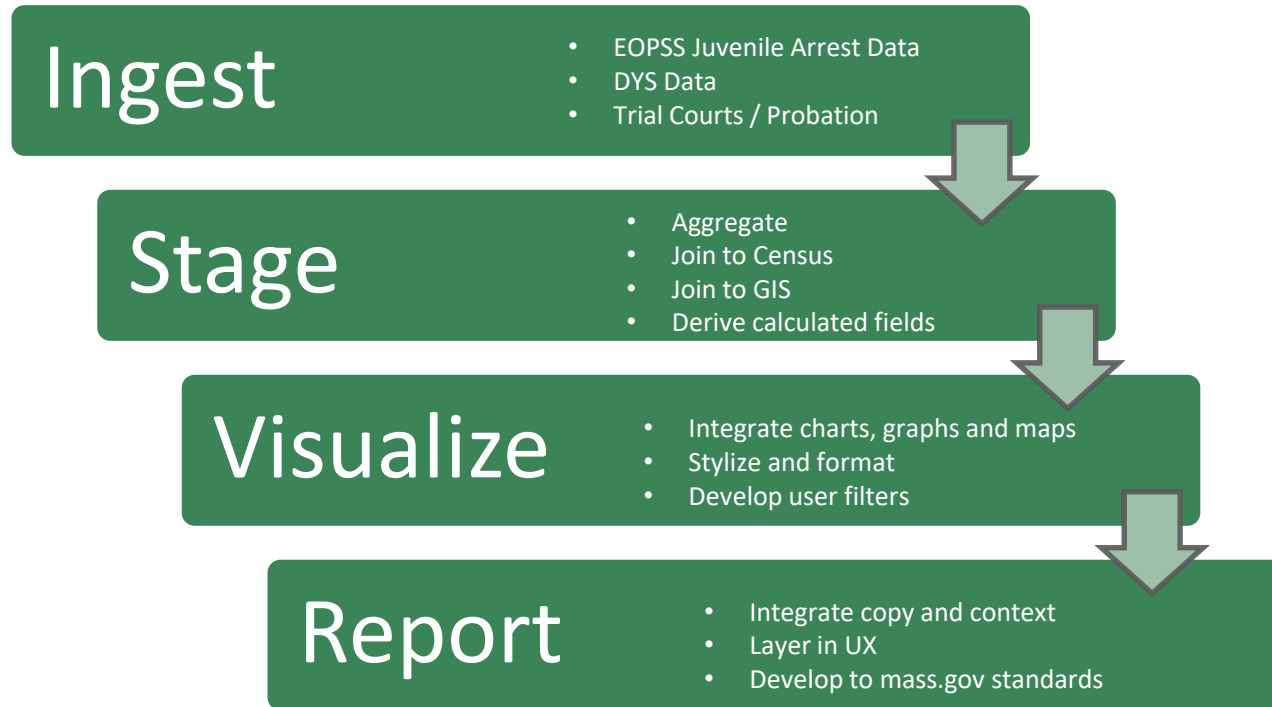 Ingest
• EOPSS Juvenile Arrest Data
• DYS Data
• Trial Courts / Probation
Stage
• Aggregate
• Join to Census
• Join to GIS
• Derive calculated fields
Visualize
• Integrate charts, graphs and maps
• Stylize and format
• Develop user filters
Report
• Integrate copy and context
• Layer in UX
• Develop to mass.gov standards